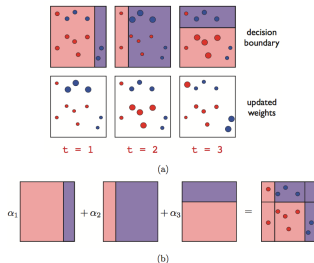 decision
boundary
updated
weights
t = 1
t = 2
t = 3
(a)
α₁ +α₂ +α₃ =
(b)